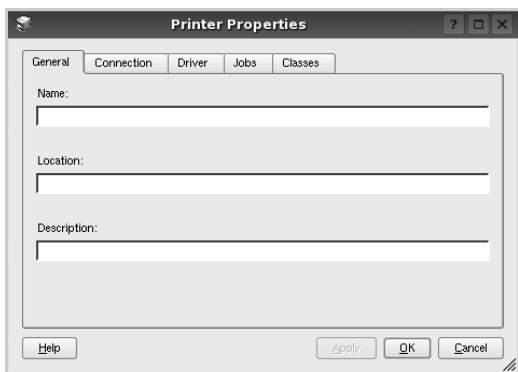 Printer Properties ?
General Connection Driver Jobs Classes
Name:
Location:
Description:
Help Apply OK Cancel